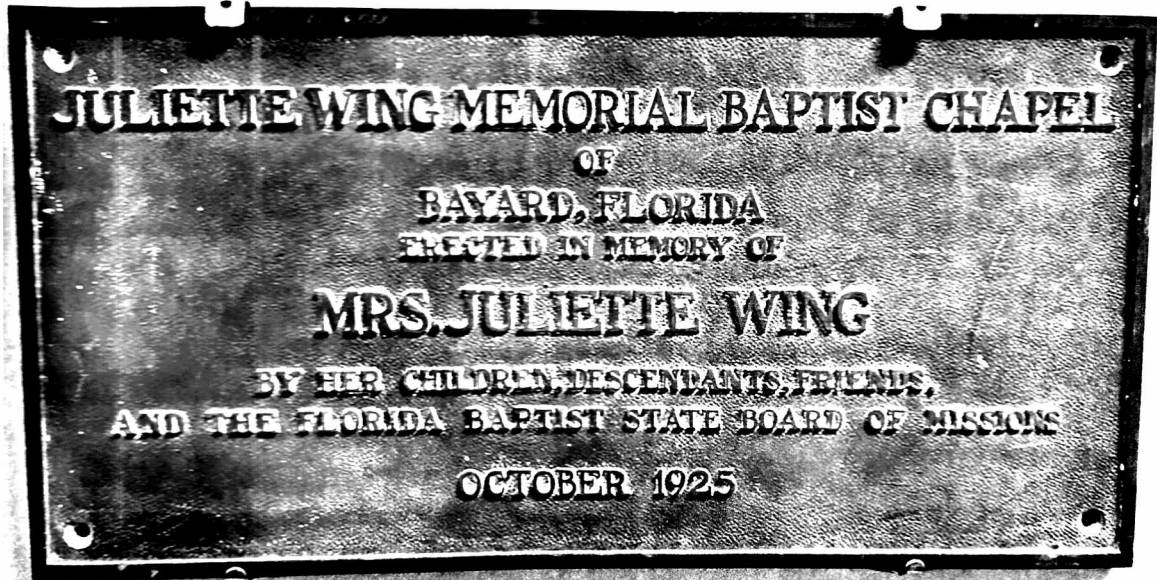 JULIETTE WING MEMORIAL BAPTIST CHAPEL
OF
BAYARD, FLORIDA
ERECTED IN MEMORY OF
MRS. JULIETTE WING
BY HER CHILDREN, DESCENDANTS, FRIENDS,
AND THE FLORIDA BAPTIST STATE BOARD OF MISSIONS
OCTOBER 1925